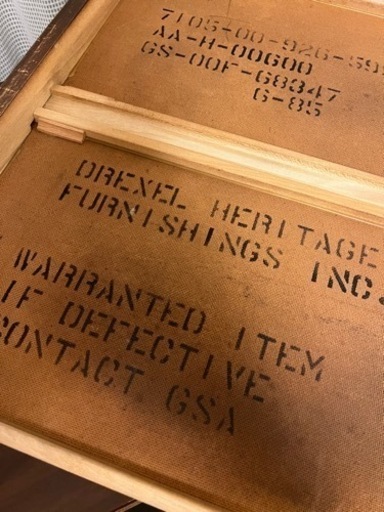 7105-00-926-59
AA-H-00600
GS-00F-68347
G-85
DREXEL HERITAGE
FURNISHINGS INC.
WARRANTED ITEM
IF DEFECTIVE
CONTACT GSA